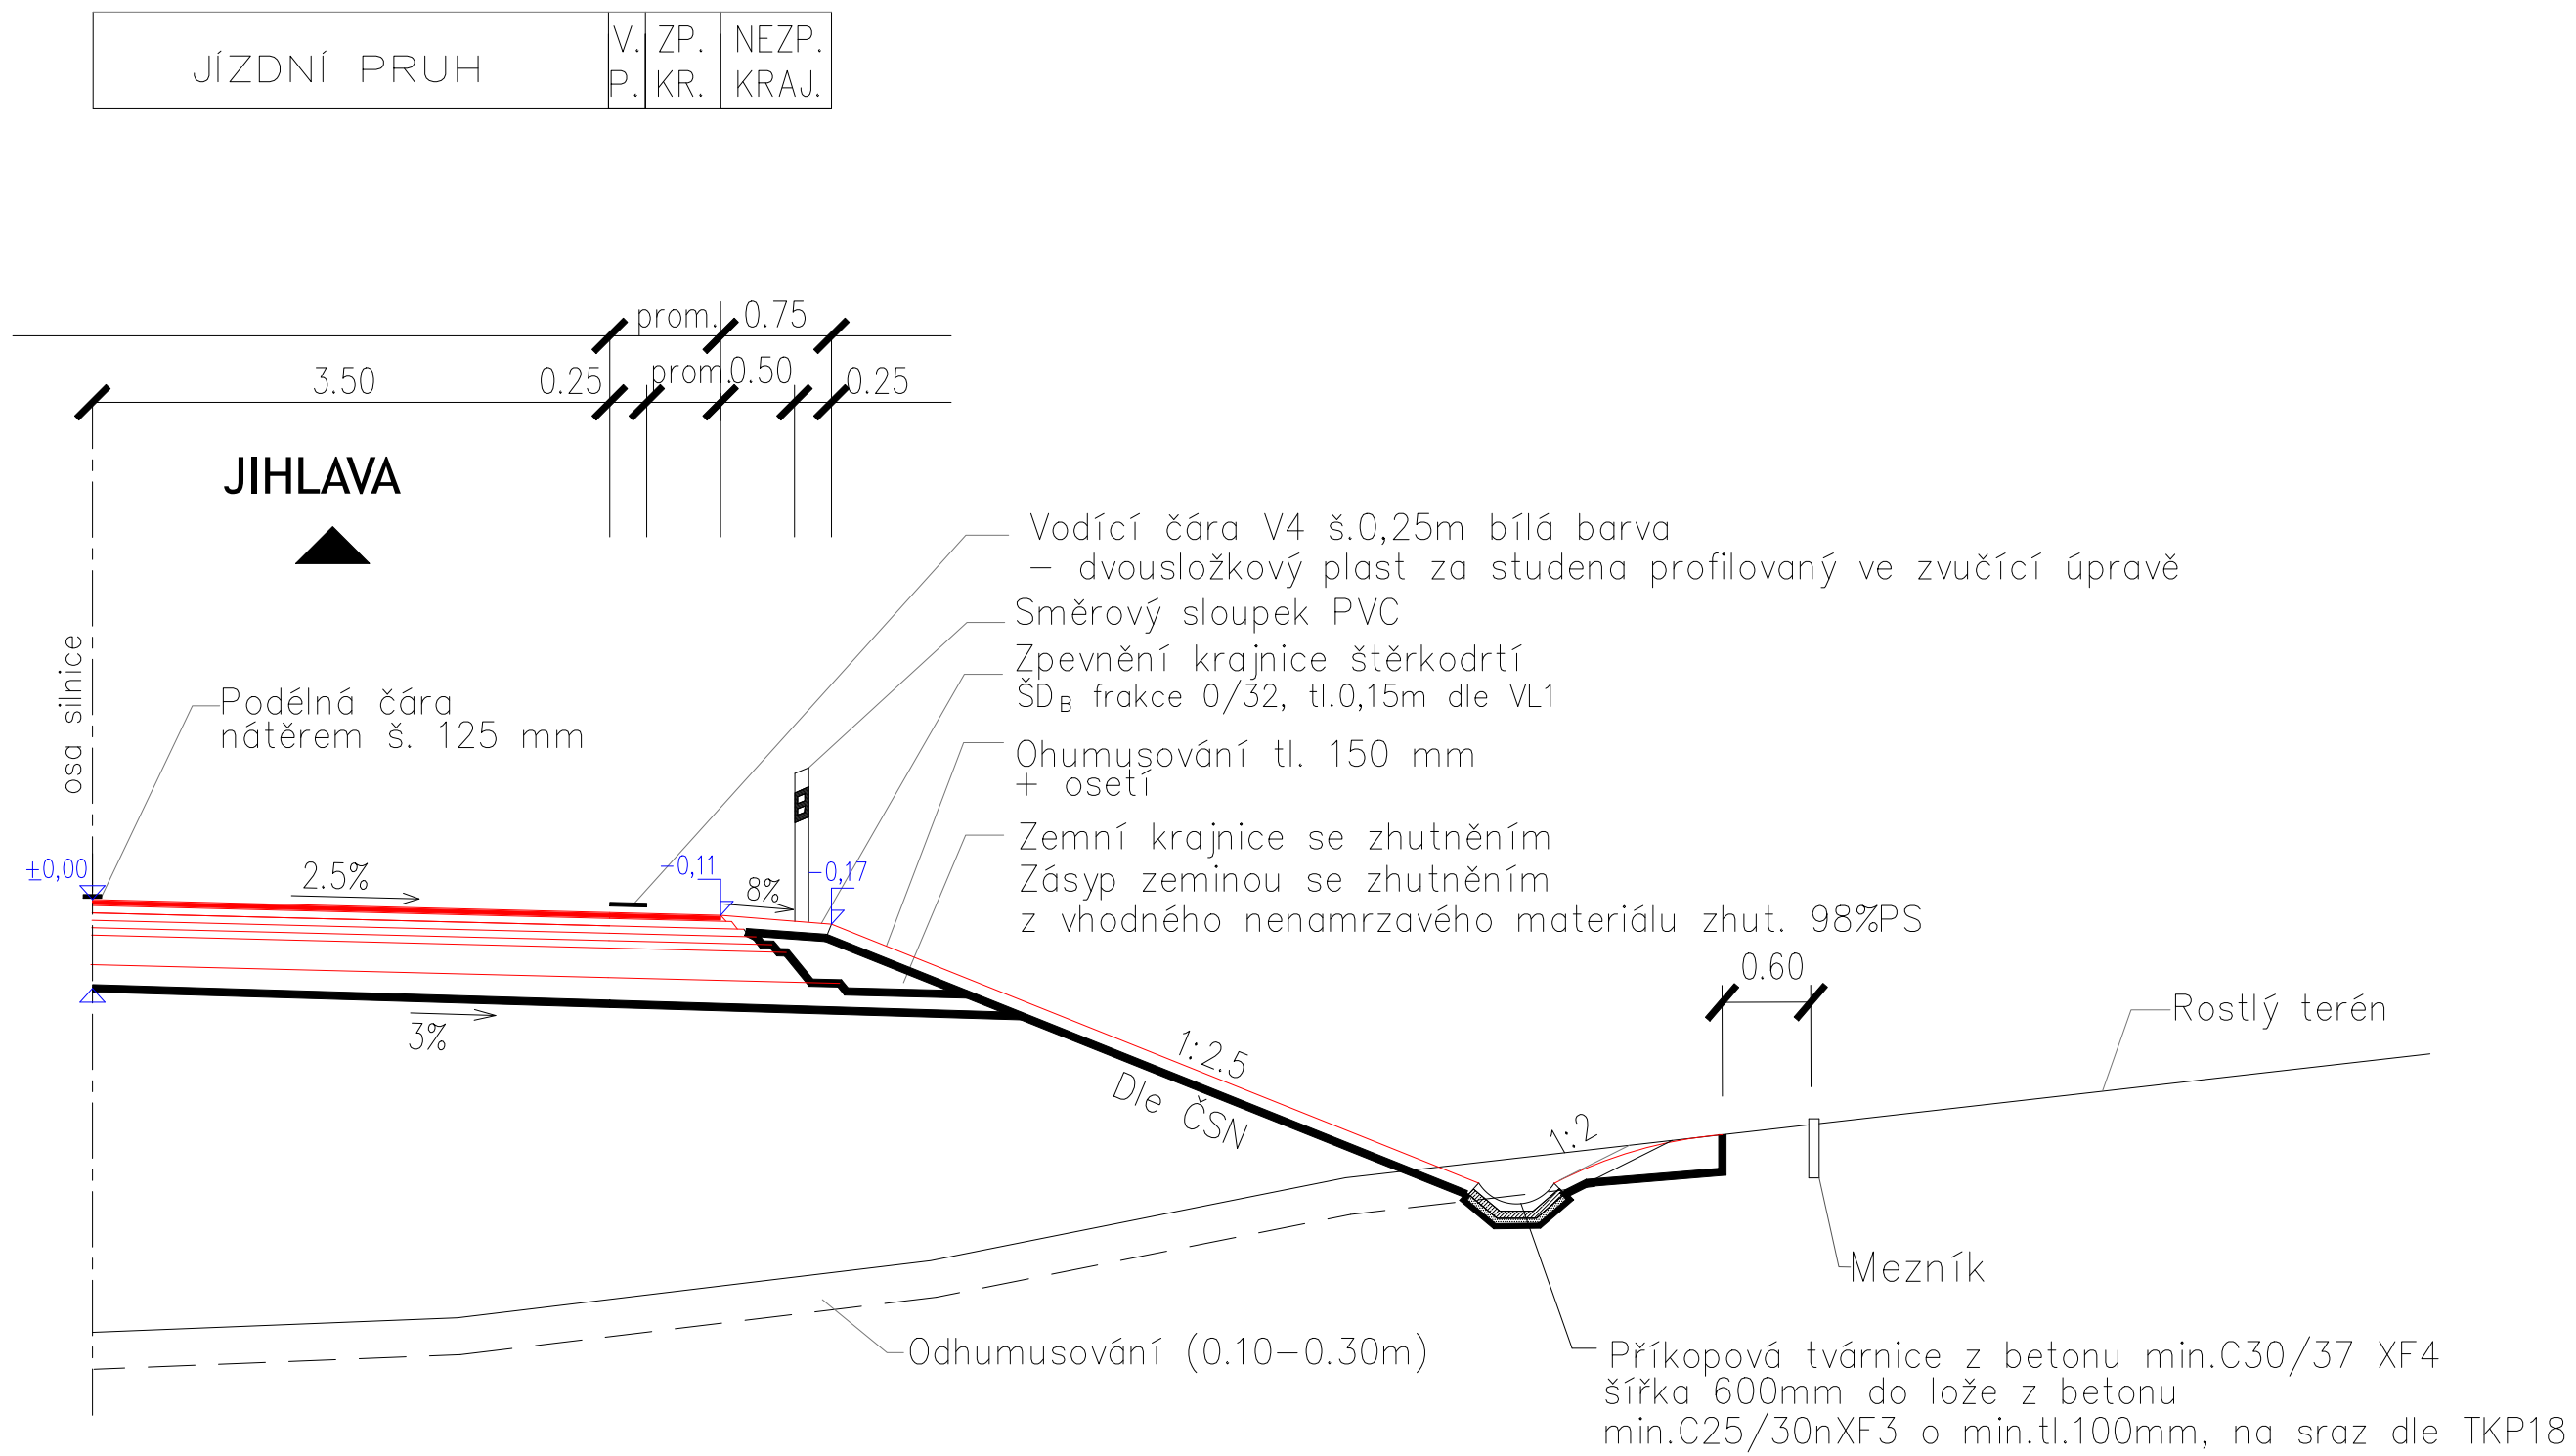 JÍZDNÍ PRUH
V.
P.
ZP.
KR.
NEZP.
KRAJ.
prom.
0.75
3.50
0.25
prom.
0.50
0.25
JIHLAVA
osa silnice
Vodící čára V4 š.0,25m bílá barva
– dvousložkový plast za studena profilovaný ve zvučící úpravě
Směrový sloupek PVC
Zpevnění krajnice štěrkodrtí
ŠDB frakce 0/32, tl.0,15m dle VL1
Podélná čára
nátěrem š. 125 mm
Ohumusování tl. 150 mm
+ osetí
Zemní krajnice se zhutněním
Zásyp zeminou se zhutněním
z vhodného nenamrzavého materiálu zhut. 98%PS
±0,00
2.5%
-0,11
8%
-0,17
3%
0.60
Rostlý terén
1:2.5
Dle ČSN
1:2
Mezník
Odhumusování (0.10–0.30m)
Příkopová tvárnice z betonu min.C30/37 XF4
šířka 600mm do lože z betonu
min.C25/30nXF3 o min.tl.100mm, na sraz dle TKP18